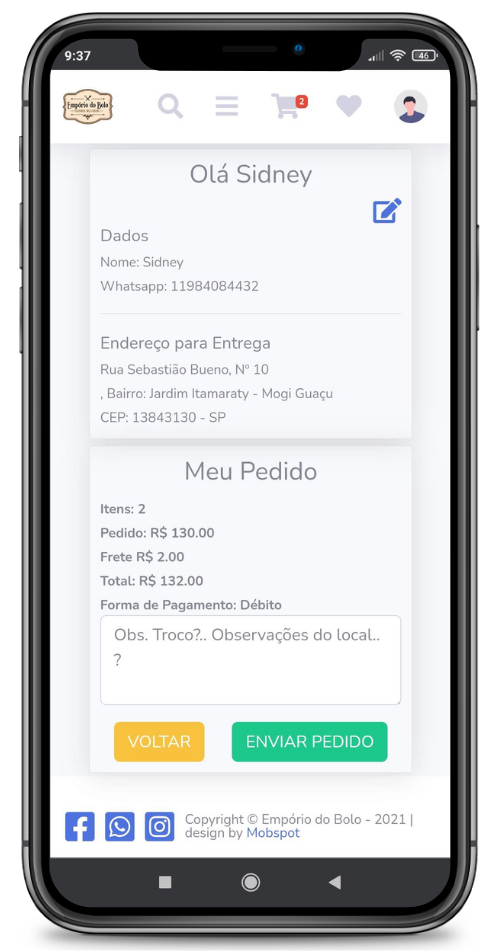 9:37
46
Empório do Bolo
2
Olá Sidney
Dados
Nome: Sidney
Whatsapp: 11984084432
Endereço para Entrega
Rua Sebastião Bueno, Nº 10
, Bairro: Jardim Itamaraty - Mogi Guaçu
CEP: 13843130 - SP
Meu Pedido
Itens: 2
Pedido: R$ 130.00
Frete R$ 2.00
Total: R$ 132.00
Forma de Pagamento: Débito
Obs. Troco?.. Observações do local..
?
VOLTAR ENVIAR PEDIDO
Copyright © Empório do Bolo - 2021 |
design by Mobspot